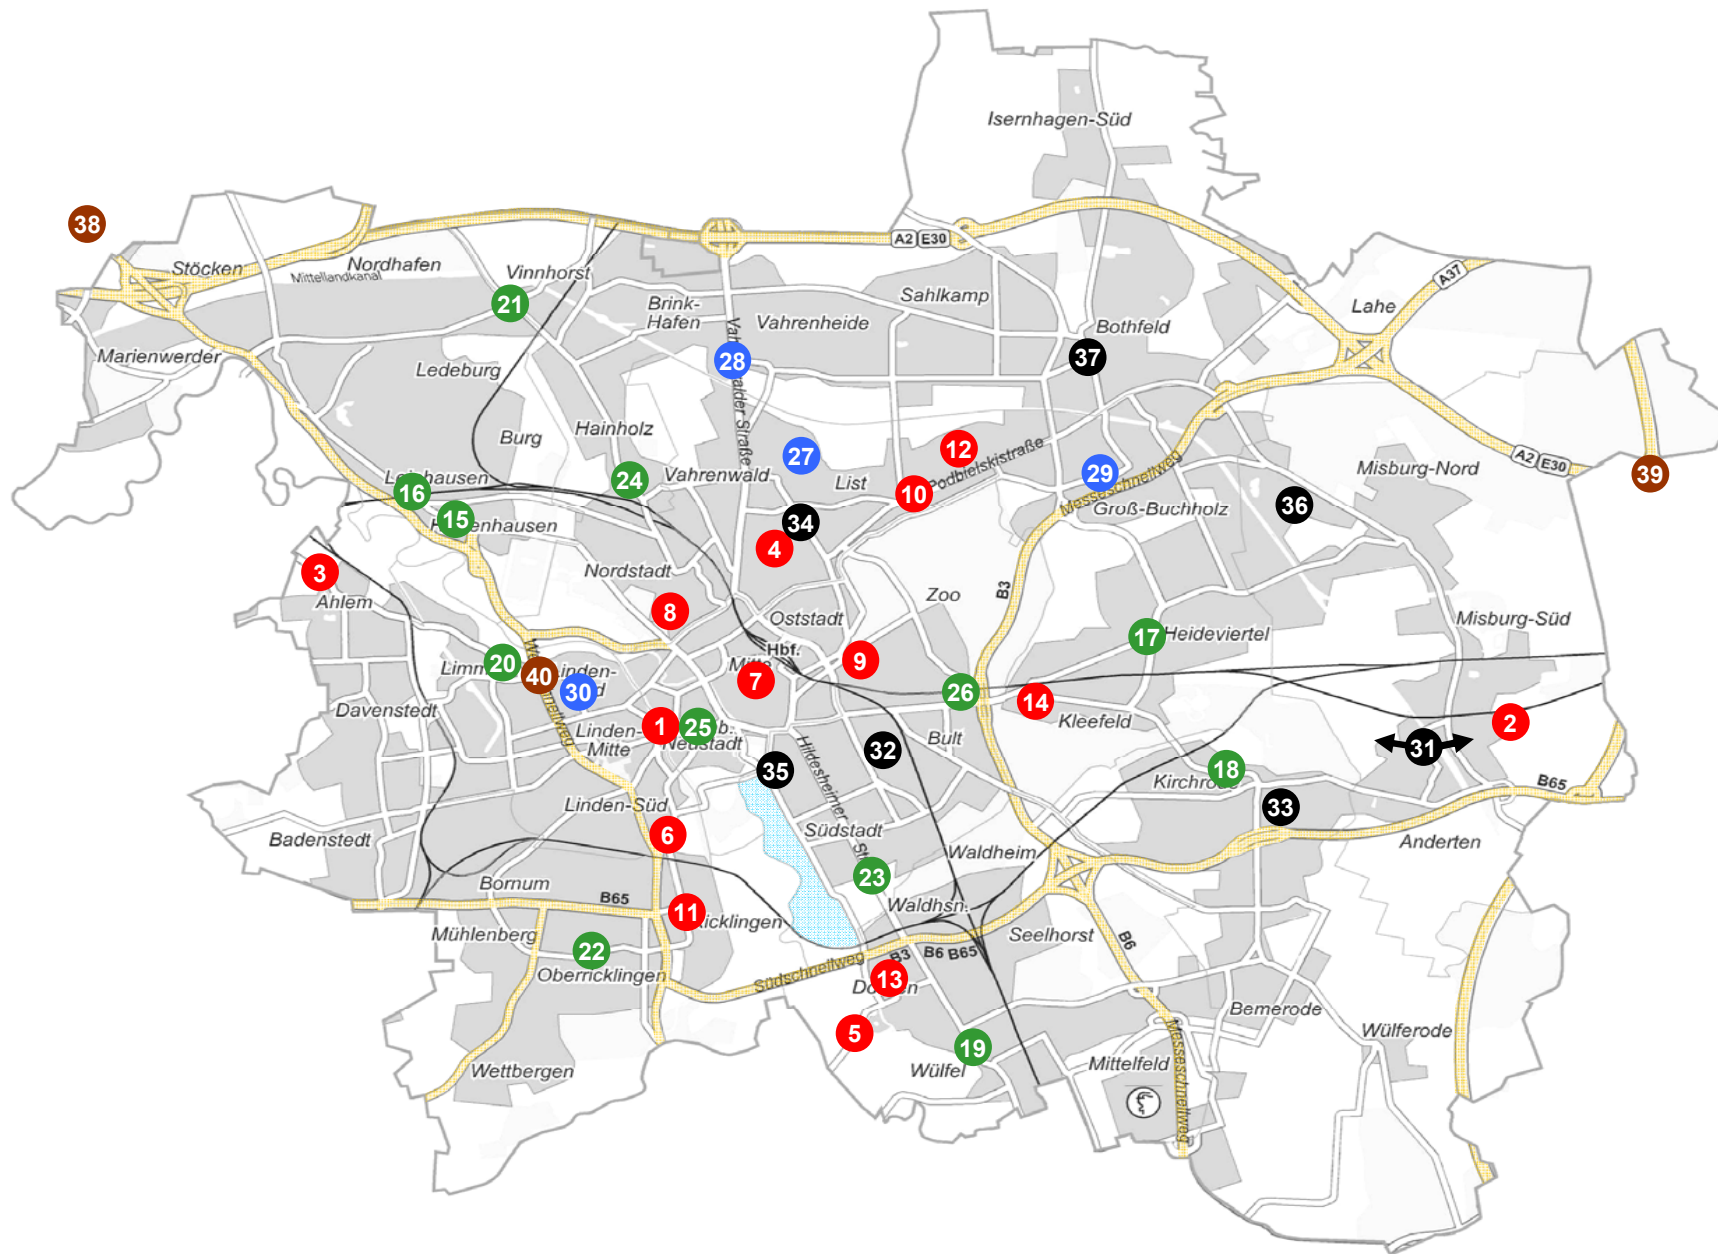 Isernhagen-Süd
38
A2 E30
Stöcken
Nordhafen
Mittellandkanal
Vinnhorst
A37
21
Brink-
Hafen
Sahlkamp
Lahe
Vahrenheide
Bothfeld
Marienwerder
Ledeburg
28
37
Hainholz
Burg
12
27
Vahrenwald
List
Podbielskistraße
A2 E30
Misburg-Nord
39
24
29
Messeschnellweg
16
10
36
Groß-Buchholz
15
34
4
3
Nordstadt
B3
Ahlem
8
Zoo
Oststadt
Misburg-Süd
17
Heideviertel
Hbf.
20
9
40
7
30
26
14
Kleefeld
Davenstedt
1
25
Neustadt
2
Linden-
Mitte
Bult
32
31
Hildesheimer
35
18
Kirchrode
B65
Linden-Süd
33
Südstadt
6
Badenstedt
Anderten
Waldheim
23
Bornum
B65
Waldhsn.
11
Mühlenberg
Seelhorst
B6
22
B3
B6 B65
Oberricklingen
Südschnellweg
13
Bemerode
5
Wülferode
19
Wülfel
Mittelfeld
Wettbergen
Messeschnellweg